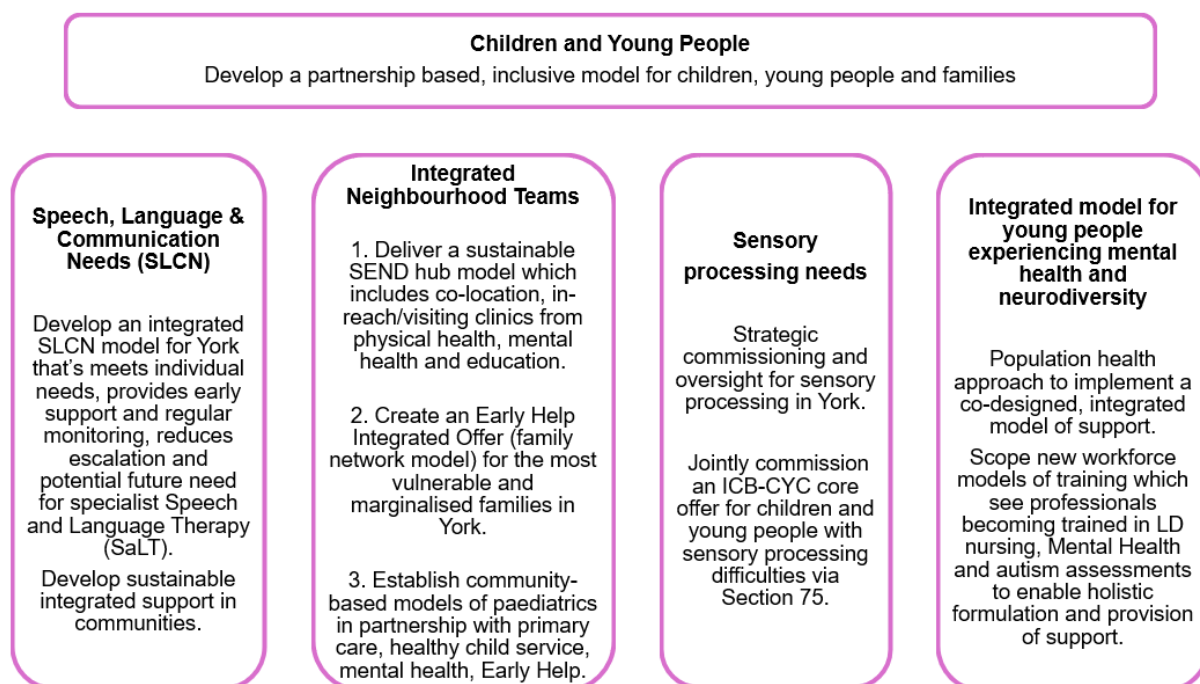 Children and Young People
Develop a partnership based, inclusive model for children, young people and families
Speech, Language &
Communication
Needs (SLCN)
Develop an integrated
SLCN model for York
that's meets individual
needs, provides early
support and regular
monitoring, reduces
escalation and
potential future need
for specialist Speech
and Language Therapy
(SaLT).
Develop sustainable
integrated support in
communities.
Integrated
Neighbourhood Teams
1. Deliver a sustainable
SEND hub model which
includes co-location, in-
reach/visiting clinics from
physical health, mental
health and education.
2. Create an Early Help
Integrated Offer (family
network model) for the most
vulnerable and
marginalised families in
York.
3. Establish community-
based models of paediatrics
in partnership with primary
care, healthy child service,
mental health, Early Help.
Sensory
processing needs
Strategic
commissioning and
oversight for sensory
processing in York.
Jointly commission
an ICB-CYC core
offer for children and
young people with
sensory processing
difficulties via
Section 75.
Integrated model for
young people
experiencing mental
health and
neurodiversity
Population health
approach to implement a
co-designed, integrated
model of support.
Scope new workforce
models of training which
see professionals
becoming trained in LD
nursing, Mental Health
and autism assessments
to enable holistic
formulation and provision
of support.